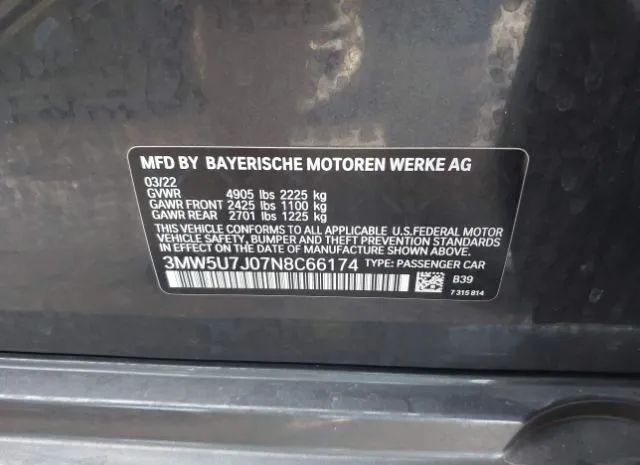 MFD BY BAYERISCHE MOTOREN WERKE AG
03/22
GVWR 4905 lbs 2225 kg
GAWR FRONT 2425 lbs 1100 kg
GAWR REAR 2701 lbs 1225 kg
THIS VEHICLE CONFORMS TO ALL APPLICABLE U.S.FEDERAL MOTOR
VEHICLE SAFETY, BUMPER AND THEFT PREVENTION STANDARDS
IN EFFECT ON THE DATE OF MANUFACTURE SHOWN ABOVE.
3MW5U7J07N8C66174 TYPE: PASSENGER CAR
B39
7 315 814